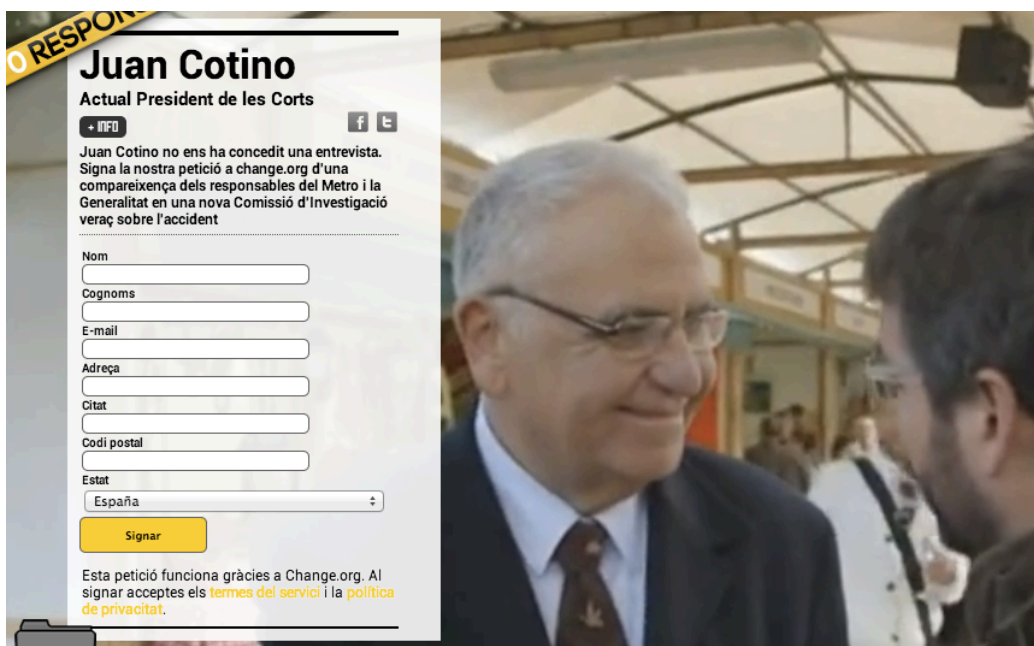 0 RESPON
Juan Cotino
Actual President de les Corts
+ INFO
Juan Cotino no ens ha concedit una entrevista.
Signa la nostra petició a change.org d'una
compareixença dels responsables del Metro i la
Generalitat en una nova Comissió d'Investigació
veraç sobre l'accident
Nom
Cognoms
E-mail
Adreça
Citat
Codi postal
Estat
España
Signar
Esta petició funciona gràcies a Change.org. Al
signar acceptes els termes del servici i la política
de privacitat.